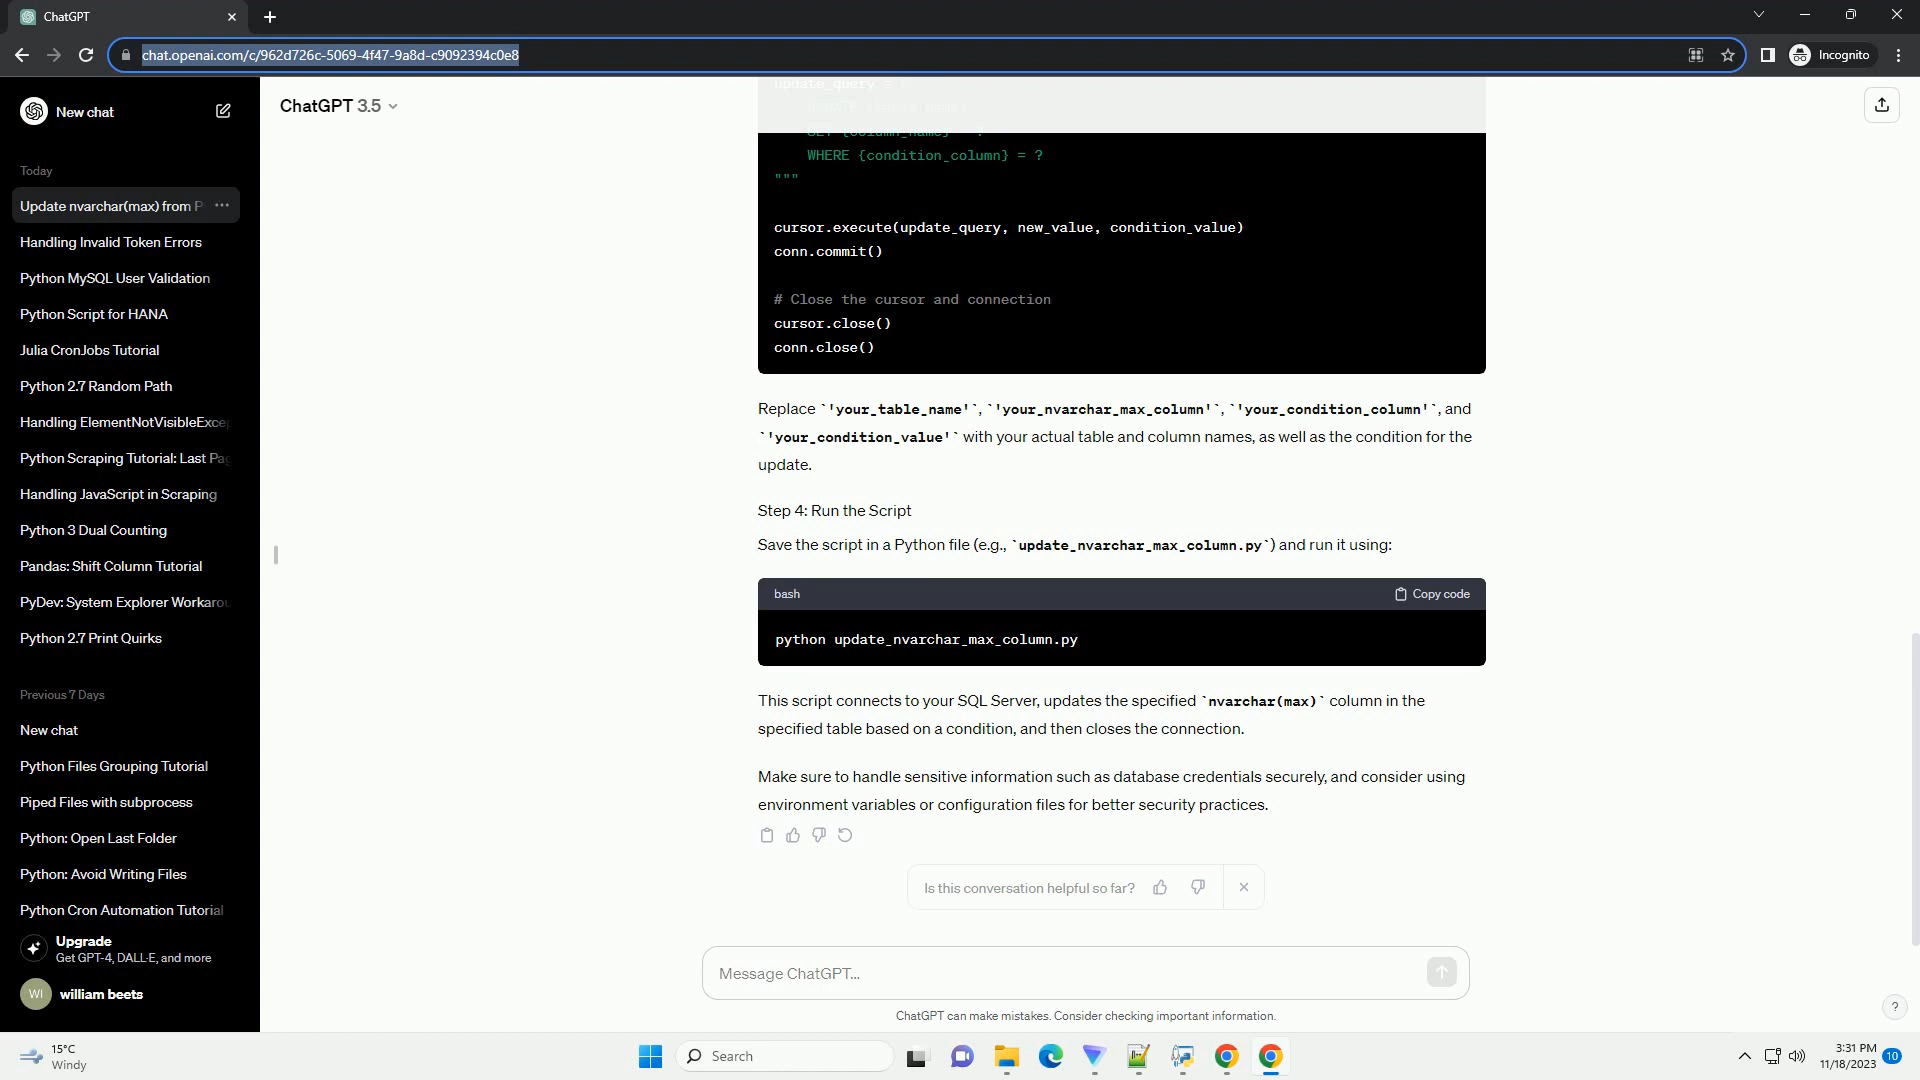 ChatGPT
chat.openai.com/c/962d726c-5069-4f47-9a8d-c9092394c0e8
Incognito
New chat
ChatGPT 3.5
Today
Update nvarchar(max) from P
Handling Invalid Token Errors
Python MySQL User Validation
Python Script for HANA
Julia CronJobs Tutorial
Python 2.7 Random Path
Handling ElementNotVisibleExcep
Python Scraping Tutorial: Last Pag
Handling JavaScript in Scraping
Python 3 Dual Counting
Pandas: Shift Column Tutorial
PyDev: System Explorer Workarou
Python 2.7 Print Quirks
Previous 7 Days
New chat
Python Files Grouping Tutorial
Piped Files with subprocess
Python: Open Last Folder
Python: Avoid Writing Files
Python Cron Automation Tutorial
Upgrade
Get GPT-4, DALL·E, and more
WI
william beets
update_query =
SET {column_name} = ?
WHERE {condition_column} = ?
"""
cursor.execute(update_query, new_value, condition_value)
conn.commit()
# Close the cursor and connection
cursor.close()
conn.close()
Replace `'your_table_name'`, `'your_nvarchar_max_column'`, `'your_condition_column'`, and
`'your_condition_value'` with your actual table and column names, as well as the condition for the
update.
Step 4: Run the Script
Save the script in a Python file (e.g., `update_nvarchar_max_column.py`) and run it using:
bash
Copy code
python update_nvarchar_max_column.py
This script connects to your SQL Server, updates the specified `nvarchar(max)` column in the
specified table based on a condition, and then closes the connection.
Make sure to handle sensitive information such as database credentials securely, and consider using
environment variables or configuration files for better security practices.
Is this conversation helpful so far?
Message ChatGPT...
ChatGPT can make mistakes. Consider checking important information.
?
15°C
Windy
Search
3:31 PM
11/18/2023
10